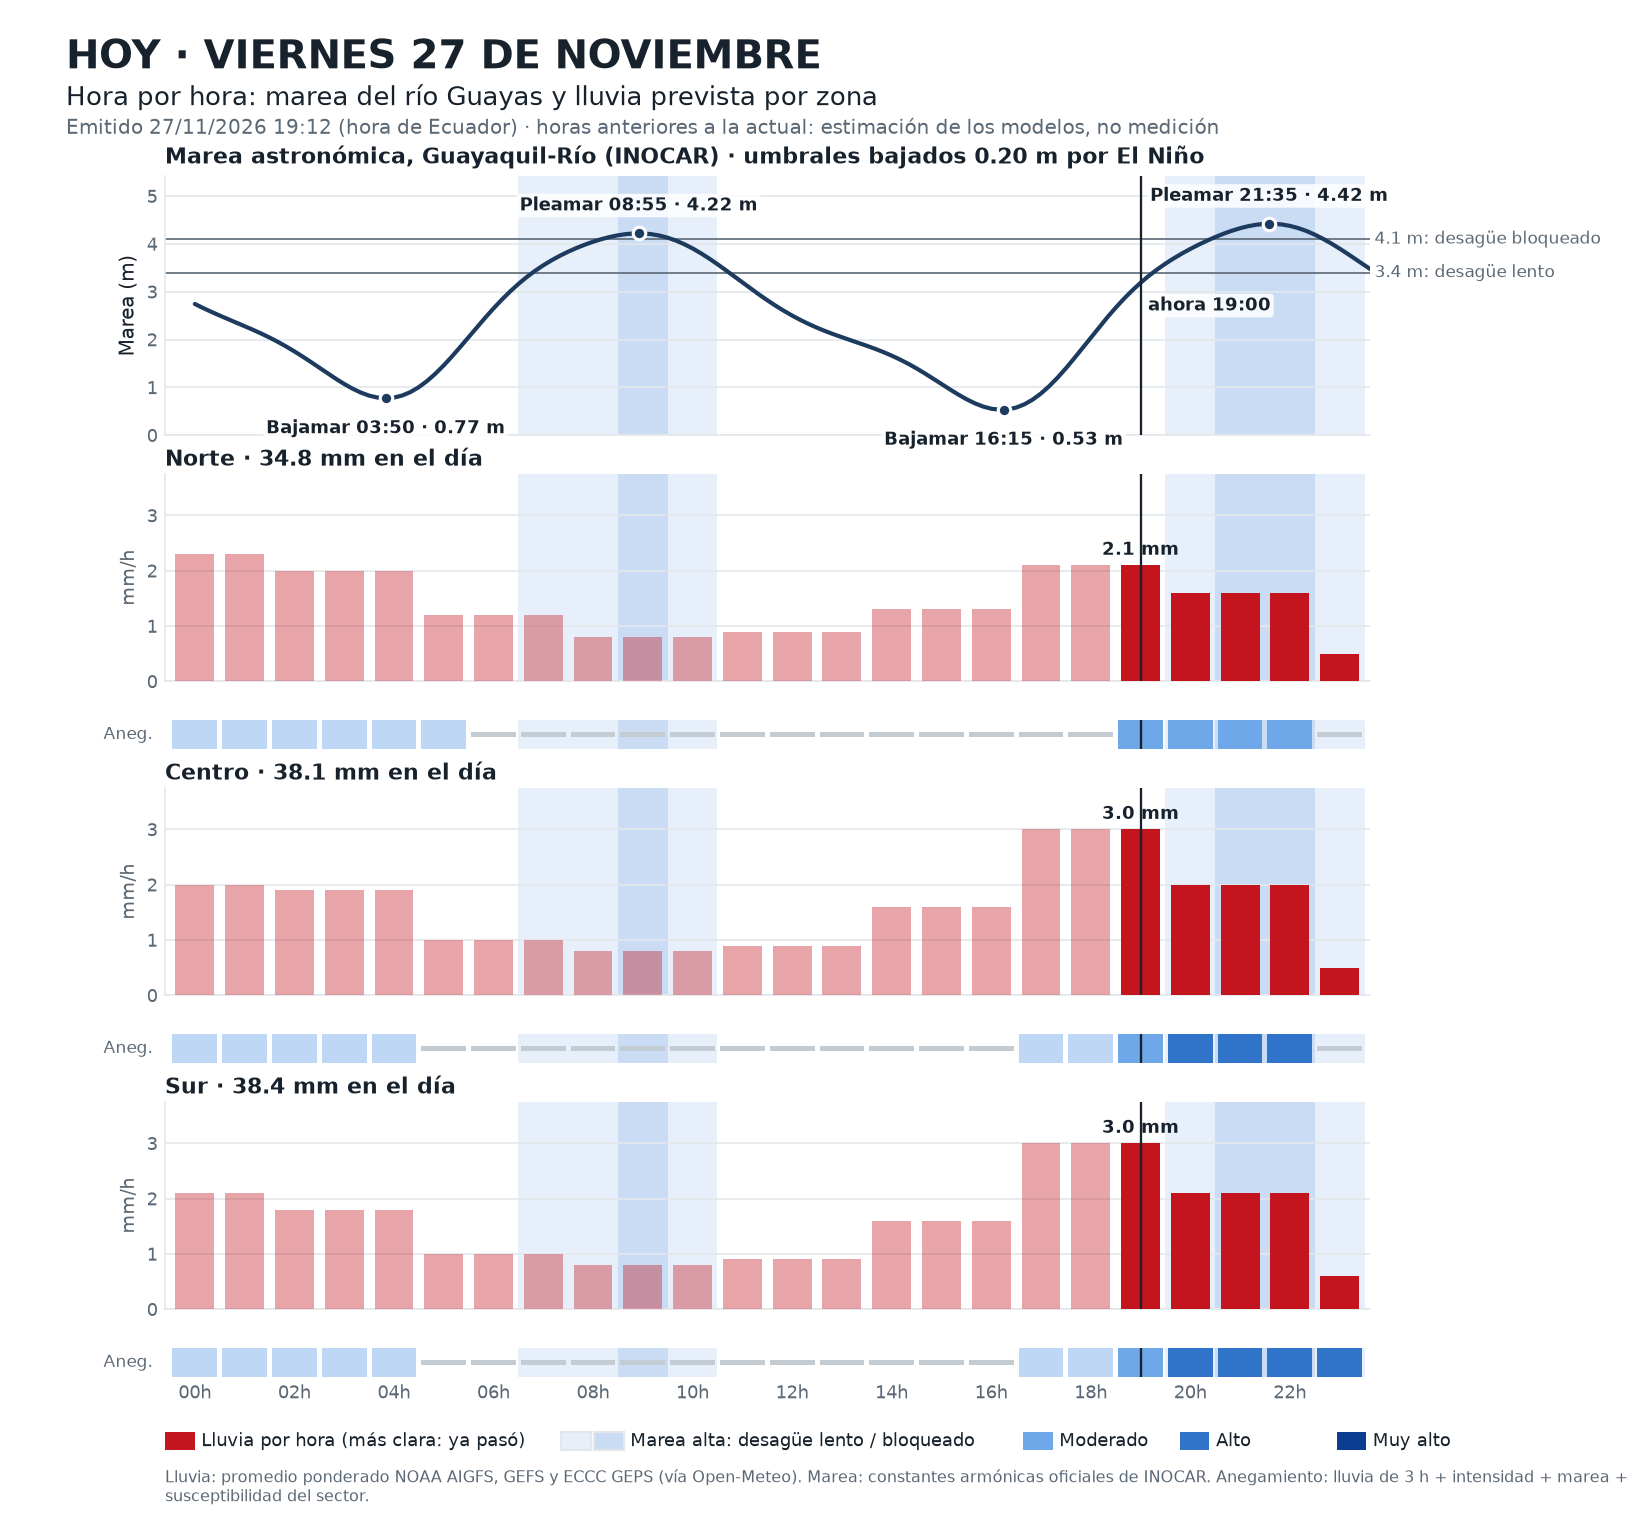 HOY · VIERNES 27 DE NOVIEMBRE
Hora por hora: marea del río Guayas y lluvia prevista por zona
Emitido 27/11/2026 19:12 (hora de Ecuador) · horas anteriores a la actual: estimación de los modelos, no medición
Marea astronómica, Guayaquil-Río (INOCAR) · umbrales bajados 0.20 m por El Niño
Marea (m)
5
4
3
2
1
0
Pleamar 08:55 · 4.22 m
Pleamar 21:35 · 4.42 m
4.1 m: desagüe bloqueado
3.4 m: desagüe lento
ahora 19:00
Bajamar 03:50 · 0.77 m
Bajamar 16:15 · 0.53 m
Norte · 34.8 mm en el día
mm/h
3
2
1
0
2.1 mm
Aneg.
Centro · 38.1 mm en el día
mm/h
3
2
1
0
3.0 mm
Aneg.
Sur · 38.4 mm en el día
mm/h
3
2
1
0
3.0 mm
Aneg.
00h 02h 04h 06h 08h 10h 12h 14h 16h 18h 20h 22h
Lluvia por hora (más clara: ya pasó) Marea alta: desagüe lento / bloqueado Moderado Alto Muy alto
Lluvia: promedio ponderado NOAA AIGFS, GEFS y ECCC GEPS (vía Open-Meteo). Marea: constantes armónicas oficiales de INOCAR. Anegamiento: lluvia de 3 h + intensidad + marea +
susceptibilidad del sector.